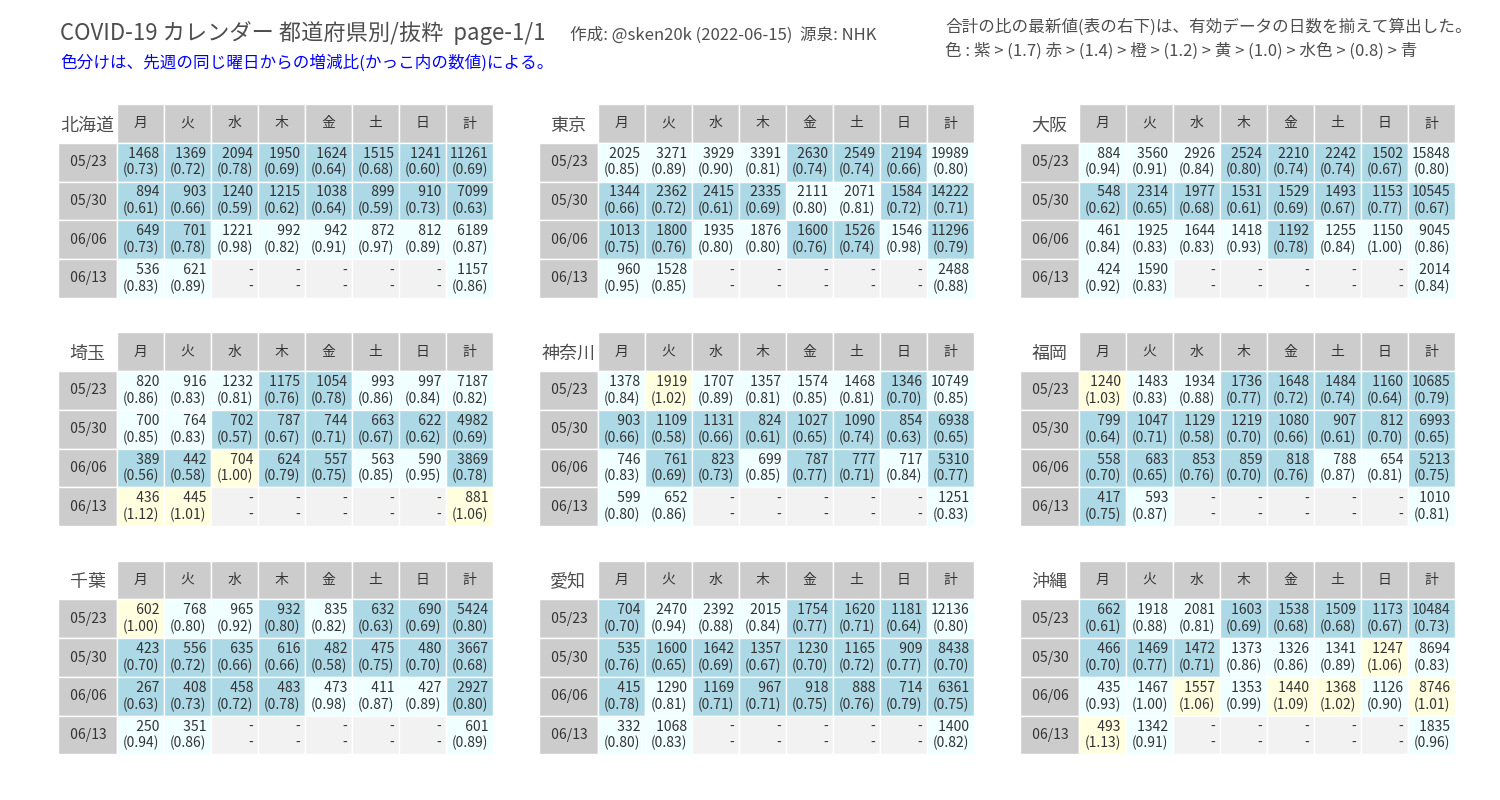 COVID-19 カレンダー 都道府県別/抜粋 page-1/1 作成: @sken20k (2022-06-15) 源泉: NHK
色分けは、先週の同じ曜日からの増減比(かっこ内の数値)による。
合計の比の最新値(表の右下)は、有効データの日数を揃えて算出した。
色 : 紫 > (1.7) 赤 > (1.4) > 橙 > (1.2) > 黄 > (1.0) > 水色 > (0.8) > 青
北海道 月 火 水 木 金 土 日 計
05/23 1468 1369 2094 1950 1624 1515 1241 11261
(0.73) (0.72) (0.78) (0.69) (0.64) (0.68) (0.60) (0.69)
05/30 894 903 1240 1215 1038 899 910 7099
(0.61) (0.66) (0.59) (0.62) (0.64) (0.59) (0.73) (0.63)
06/06 649 701 1221 992 942 872 812 6189
(0.73) (0.78) (0.98) (0.82) (0.91) (0.97) (0.89) (0.87)
06/13 536 621 - - - - - 1157
(0.83) (0.89) - - - - - (0.86)
東京 月 火 水 木 金 土 日 計
05/23 2025 3271 3929 3391 2630 2549 2194 19989
(0.85) (0.89) (0.90) (0.81) (0.74) (0.74) (0.66) (0.80)
05/30 1344 2362 2415 2335 2111 2071 1584 14222
(0.66) (0.72) (0.61) (0.69) (0.80) (0.81) (0.72) (0.71)
06/06 1013 1800 1935 1876 1600 1526 1546 11296
(0.75) (0.76) (0.80) (0.80) (0.76) (0.74) (0.98) (0.79)
06/13 960 1528 - - - - - 2488
(0.95) (0.85) - - - - - (0.88)
大阪 月 火 水 木 金 土 日 計
05/23 884 3560 2926 2524 2210 2242 1502 15848
(0.94) (0.91) (0.84) (0.80) (0.74) (0.74) (0.67) (0.80)
05/30 548 2314 1977 1531 1529 1493 1153 10545
(0.62) (0.65) (0.68) (0.61) (0.69) (0.67) (0.77) (0.67)
06/06 461 1925 1644 1418 1192 1255 1150 9045
(0.84) (0.83) (0.83) (0.93) (0.78) (0.84) (1.00) (0.86)
06/13 424 1590 - - - - - 2014
(0.92) (0.83) - - - - - (0.84)
埼玉 月 火 水 木 金 土 日 計
05/23 820 916 1232 1175 1054 993 997 7187
(0.86) (0.83) (0.81) (0.76) (0.78) (0.86) (0.84) (0.82)
05/30 700 764 702 787 744 663 622 4982
(0.85) (0.83) (0.57) (0.67) (0.71) (0.67) (0.62) (0.69)
06/06 389 442 704 624 557 563 590 3869
(0.56) (0.58) (1.00) (0.79) (0.75) (0.85) (0.95) (0.78)
06/13 436 445 - - - - - 881
(1.12) (1.01) - - - - - (1.06)
神奈川 月 火 水 木 金 土 日 計
05/23 1378 1919 1707 1357 1574 1468 1346 10749
(0.84) (1.02) (0.89) (0.81) (0.85) (0.81) (0.70) (0.85)
05/30 903 1109 1131 824 1027 1090 854 6938
(0.66) (0.58) (0.66) (0.61) (0.65) (0.74) (0.63) (0.65)
06/06 746 761 823 699 787 777 717 5310
(0.83) (0.69) (0.73) (0.85) (0.77) (0.71) (0.84) (0.77)
06/13 599 652 - - - - - 1251
(0.80) (0.86) - - - - - (0.83)
福岡 月 火 水 木 金 土 日 計
05/23 1240 1483 1934 1736 1648 1484 1160 10685
(1.03) (0.83) (0.88) (0.77) (0.72) (0.74) (0.64) (0.79)
05/30 799 1047 1129 1219 1080 907 812 6993
(0.64) (0.71) (0.58) (0.70) (0.66) (0.61) (0.70) (0.65)
06/06 558 683 853 859 818 788 654 5213
(0.70) (0.65) (0.76) (0.70) (0.76) (0.87) (0.81) (0.75)
06/13 417 593 - - - - - 1010
(0.75) (0.87) - - - - - (0.81)
千葉 月 火 水 木 金 土 日 計
05/23 602 768 965 932 835 632 690 5424
(1.00) (0.80) (0.92) (0.80) (0.82) (0.63) (0.69) (0.80)
05/30 423 556 635 616 482 475 480 3667
(0.70) (0.72) (0.66) (0.66) (0.58) (0.75) (0.70) (0.68)
06/06 267 408 458 483 473 411 427 2927
(0.63) (0.73) (0.72) (0.78) (0.98) (0.87) (0.89) (0.80)
06/13 250 351 - - - - - 601
(0.94) (0.86) - - - - - (0.89)
愛知 月 火 水 木 金 土 日 計
05/23 704 2470 2392 2015 1754 1620 1181 12136
(0.70) (0.94) (0.88) (0.84) (0.77) (0.71) (0.64) (0.80)
05/30 535 1600 1642 1357 1230 1165 909 8438
(0.76) (0.65) (0.69) (0.67) (0.70) (0.72) (0.77) (0.70)
06/06 415 1290 1169 967 918 888 714 6361
(0.78) (0.81) (0.71) (0.71) (0.75) (0.76) (0.79) (0.75)
06/13 332 1068 - - - - - 1400
(0.80) (0.83) - - - - - (0.82)
沖縄 月 火 水 木 金 土 日 計
05/23 662 1918 2081 1603 1538 1509 1173 10484
(0.61) (0.88) (0.81) (0.69) (0.68) (0.68) (0.67) (0.73)
05/30 466 1469 1472 1373 1326 1341 1247 8694
(0.70) (0.77) (0.71) (0.86) (0.86) (0.89) (1.06) (0.83)
06/06 435 1467 1557 1353 1440 1368 1126 8746
(0.93) (1.00) (1.06) (0.99) (1.09) (1.02) (0.90) (1.01)
06/13 493 1342 - - - - - 1835
(1.13) (0.91) - - - - - (0.96)